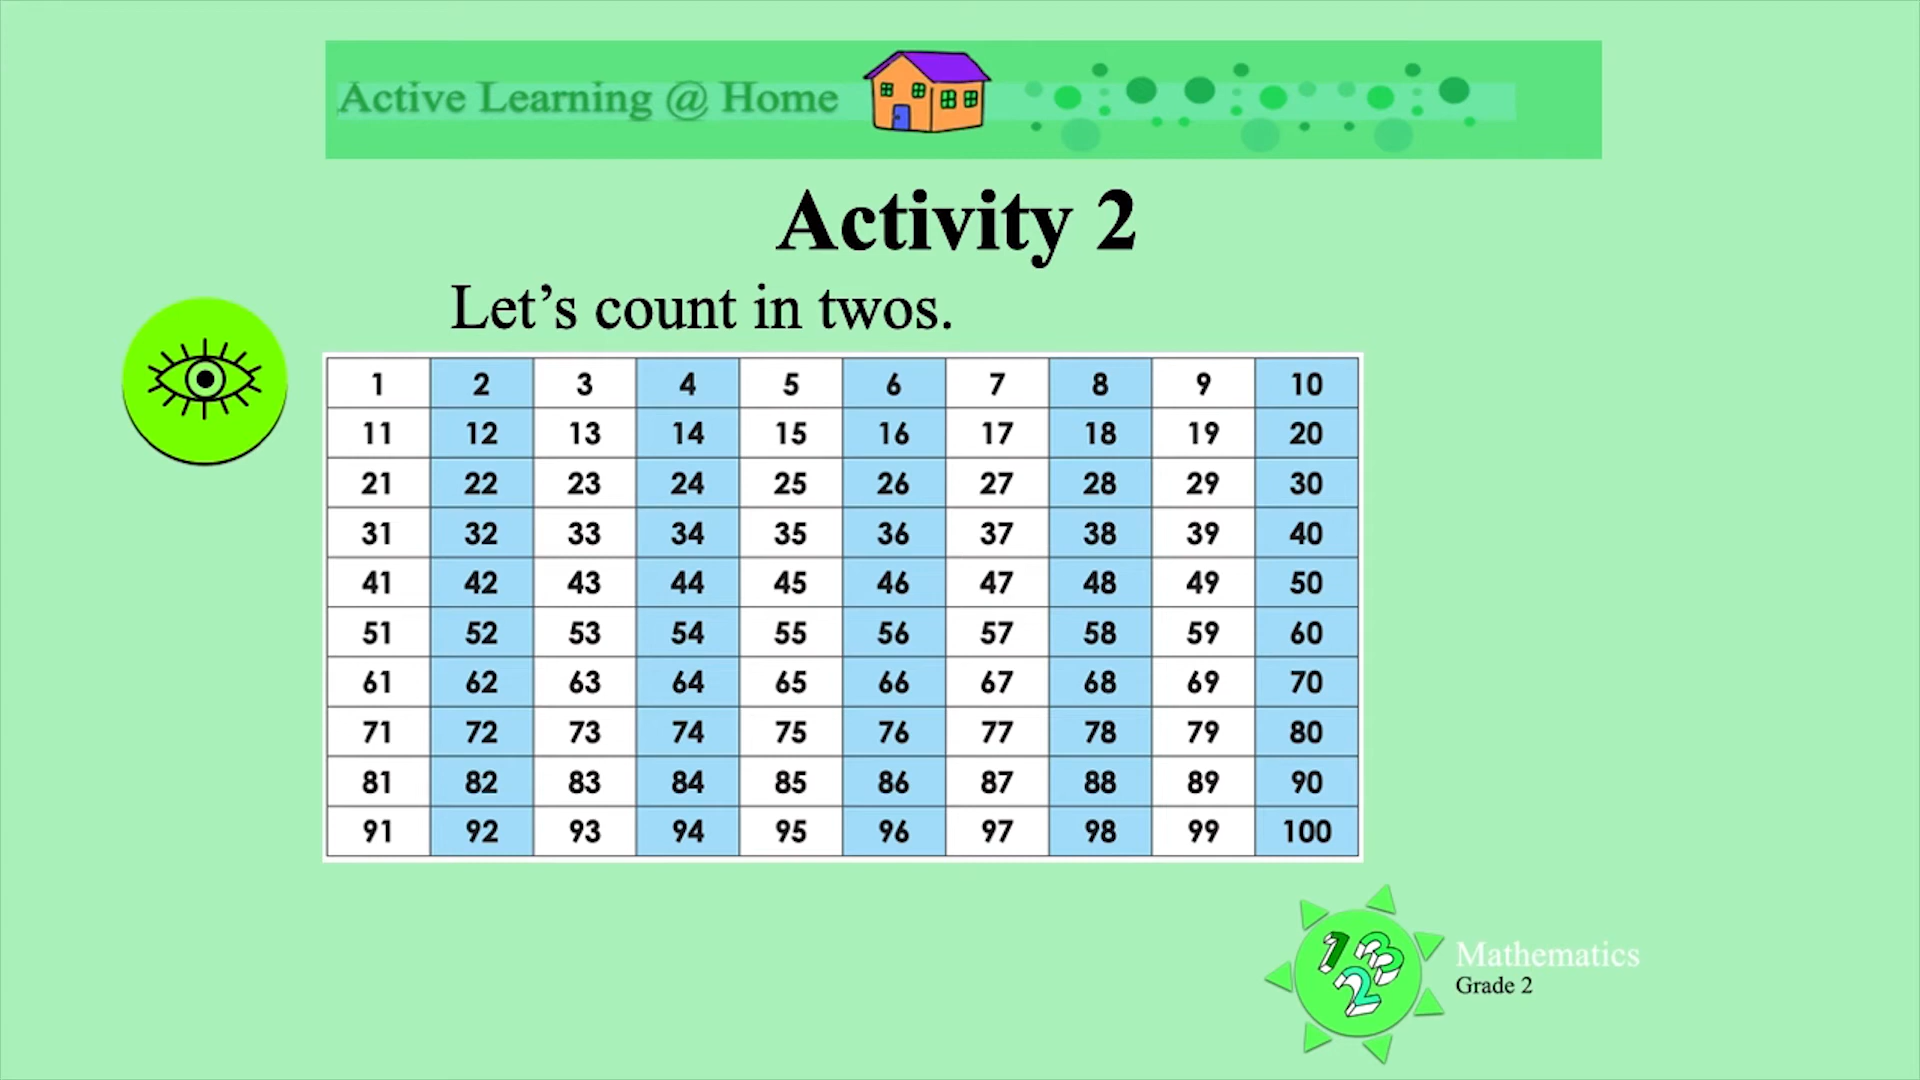 Active Learning @ Home
Activity 2
Let’s count in twos.
1 2 3 4 5 6 7 8 9 10
11 12 13 14 15 16 17 18 19 20
21 22 23 24 25 26 27 28 29 30
31 32 33 34 35 36 37 38 39 40
41 42 43 44 45 46 47 48 49 50
51 52 53 54 55 56 57 58 59 60
61 62 63 64 65 66 67 68 69 70
71 72 73 74 75 76 77 78 79 80
81 82 83 84 85 86 87 88 89 90
91 92 93 94 95 96 97 98 99 100
1 2 3
Mathematics
Grade 2